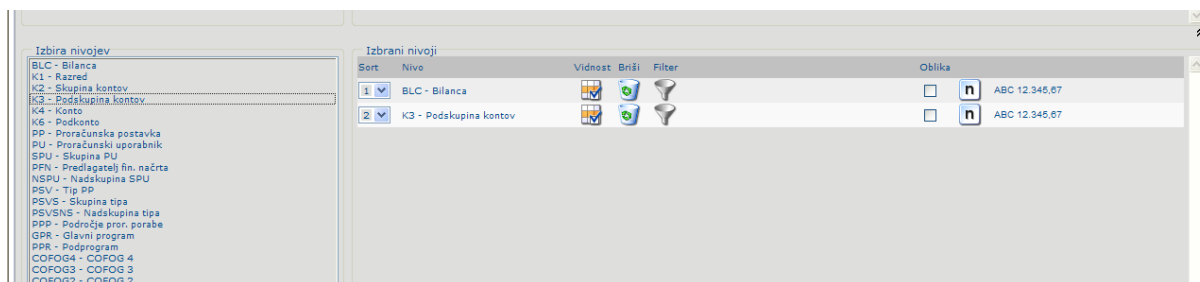 Izbira nivojev
BLC - Bilanca
K1 - Razred
K2 - Skupina kontov
K3 - Podskupina kontov
K4 - Konto
K6 - Podkonto
PP - Proračunska postavka
PU - Proračunski uporabnik
SPU - Skupina PU
PFN - Predlagatelj fin. načrta
NSPU - Nadskupina SPU
PSV - Tip PP
PSVS - Skupina tipa
PSVSNS - Nadskupina tipa
PPP - Področje pror. porabe
GPR - Glavni program
PPR - Podprogram
COFOG4 - COFOG 4
COFOG3 - COFOG 3
COFOG2 - COFOG 2
Izbrani nivoji
Sort Nivo Vidnost Briši Filter Oblika
1 BLC - Bilanca n ABC 12.345,67
2 K3 - Podskupina kontov n ABC 12.345,67